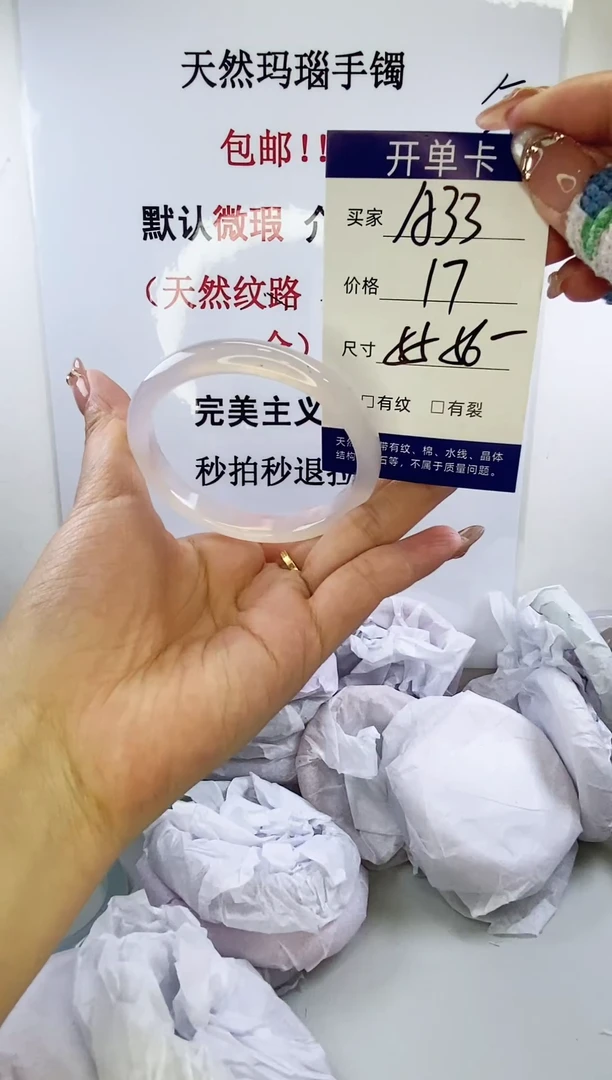 天然玛瑙手镯
包邮!!
默认微瑕
（天然纹路
完美主义
秒拍秒退拉
开单卡
买家
价格 17
尺寸
□有纹 □有裂
带有纹、棉、水线、晶体
石等，不属于质量问题。